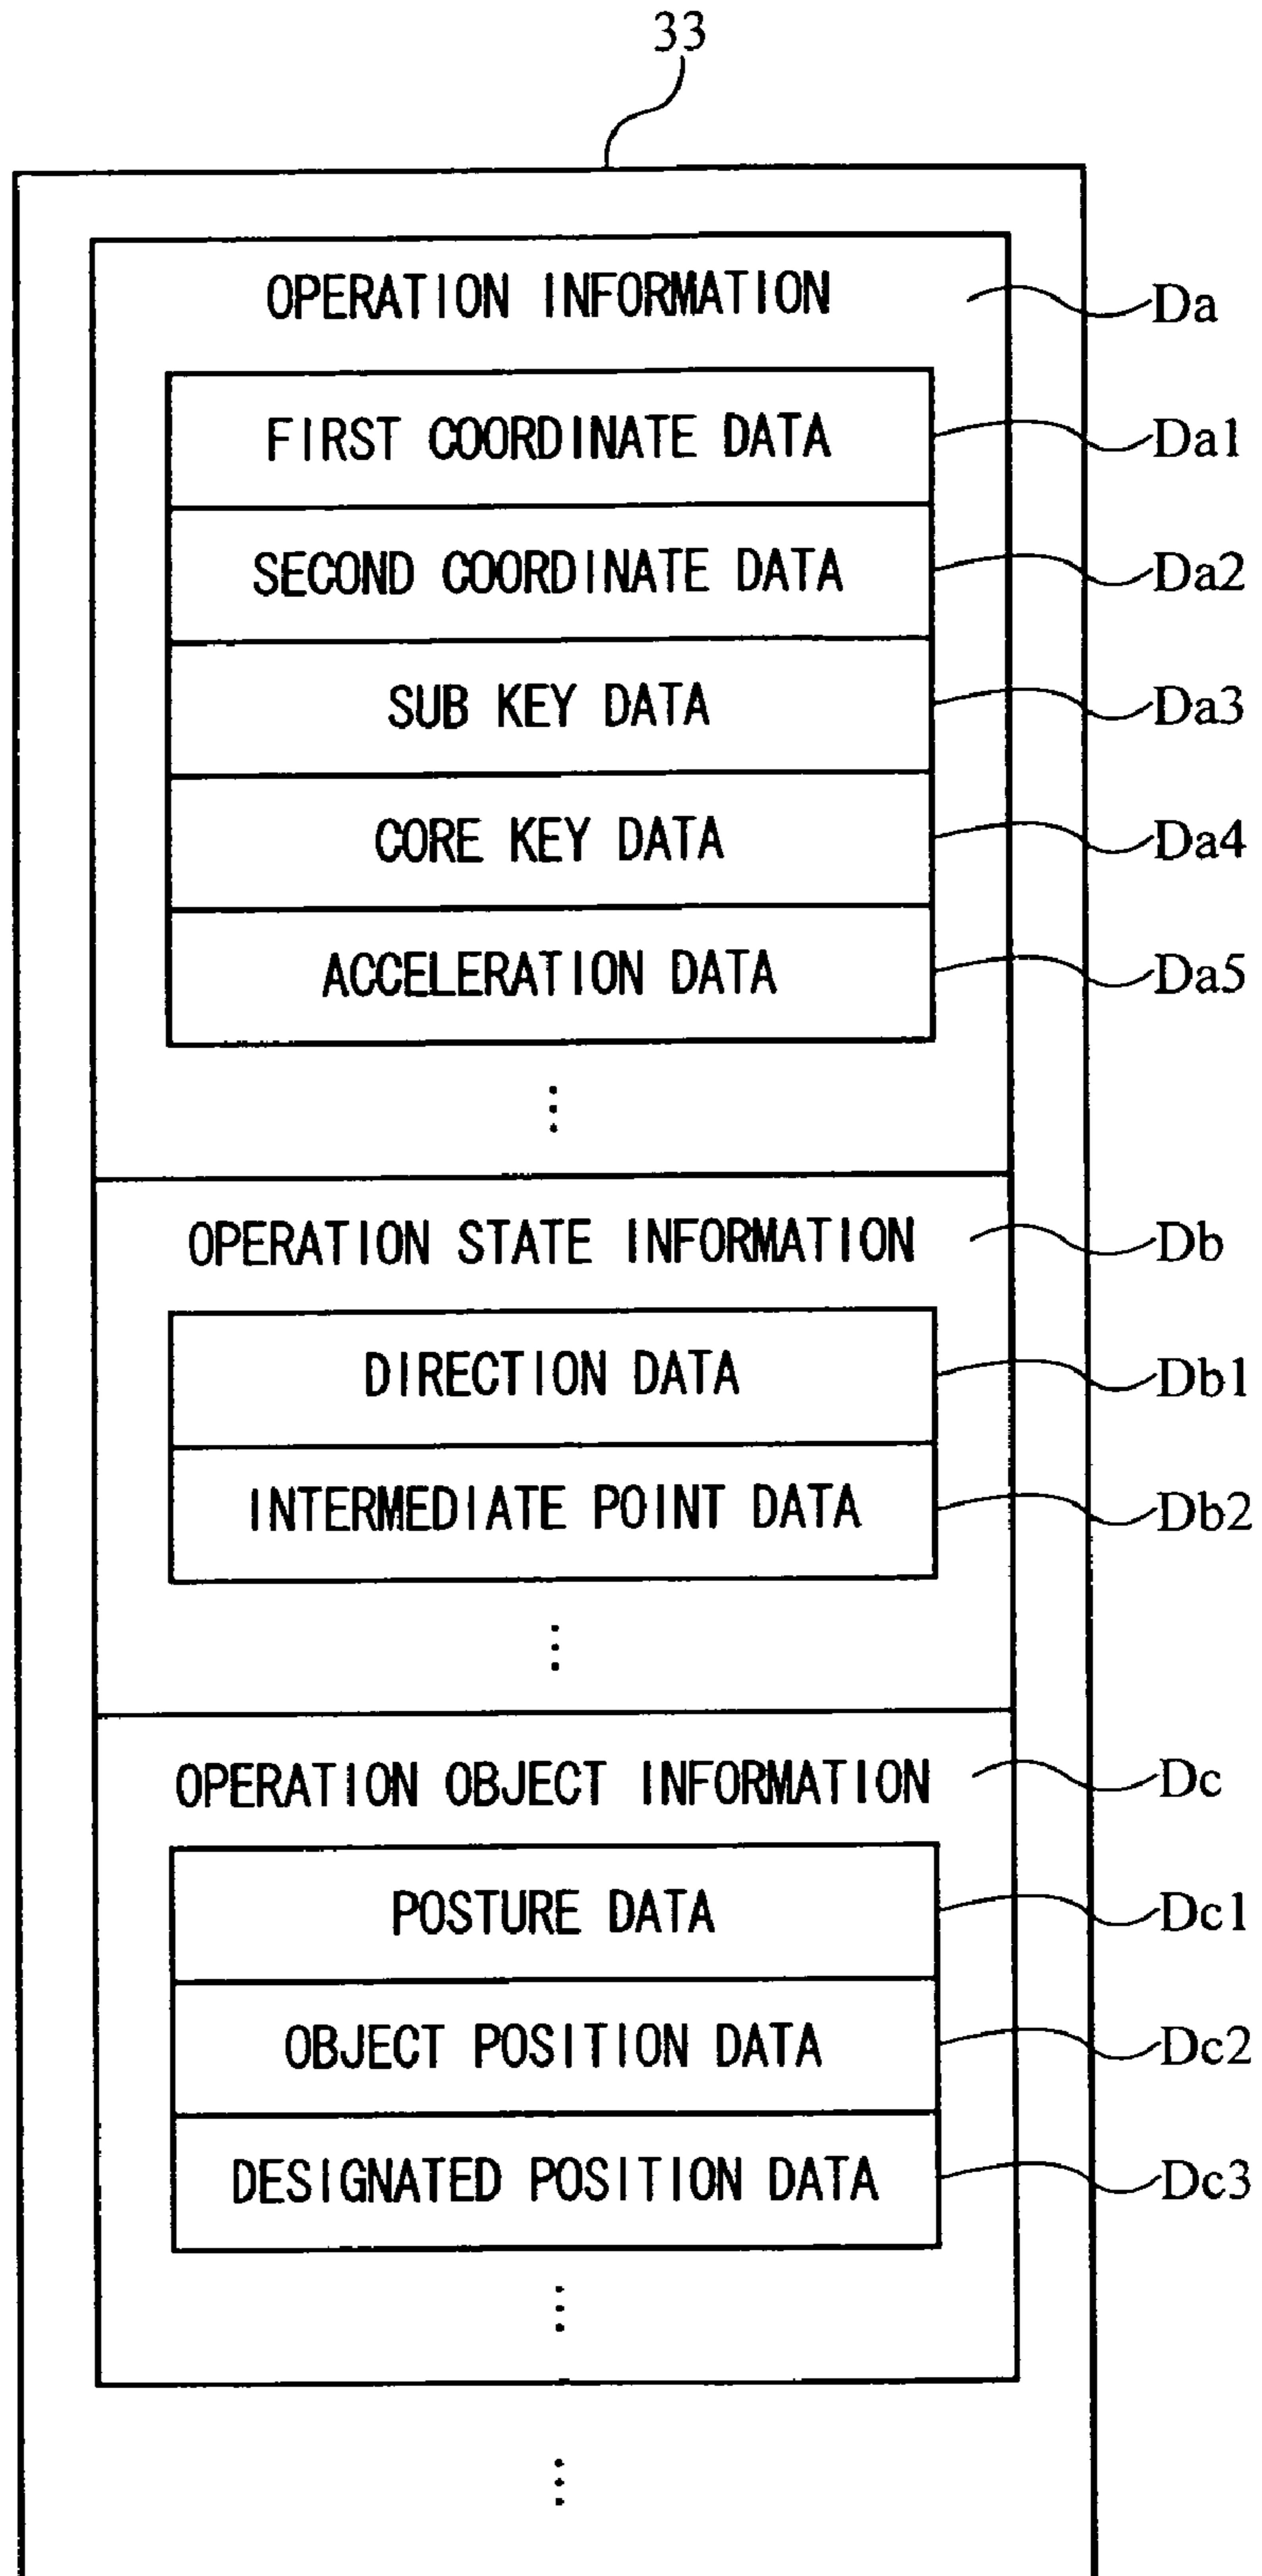 33
OPERATION INFORMATION Da
FIRST COORDINATE DATA Da1
SECOND COORDINATE DATA Da2
SUB KEY DATA Da3
CORE KEY DATA Da4
ACCELERATION DATA Da5
OPERATION STATE INFORMATION Db
DIRECTION DATA Db1
INTERMEDIATE POINT DATA Db2
OPERATION OBJECT INFORMATION Dc
POSTURE DATA Dc1
OBJECT POSITION DATA Dc2
DESIGNATED POSITION DATA Dc3